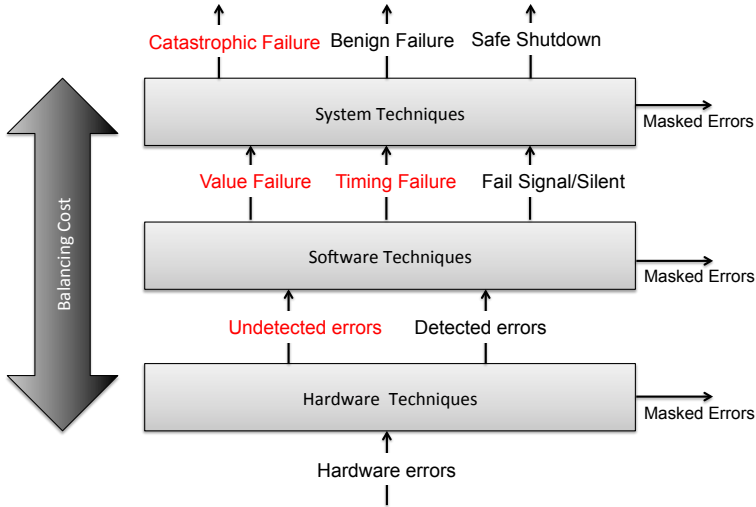 Catastrophic Failure Benign Failure Safe Shutdown
System Techniques
Masked Errors
Value Failure Timing Failure Fail Signal/Silent
Balancing Cost
Software Techniques
Masked Errors
Undetected errors Detected errors
Hardware Techniques
Masked Errors
Hardware errors